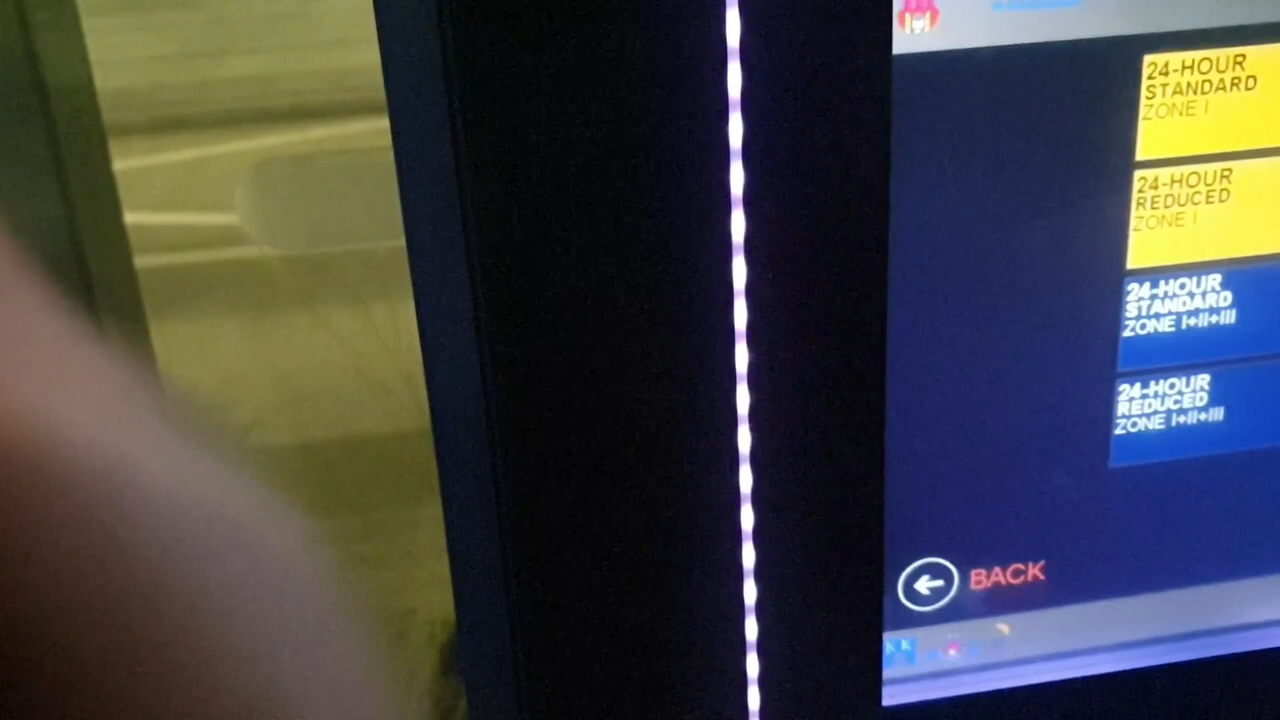 24-HOUR
STANDARD
ZONE I
24-HOUR
REDUCED
ZONE I
24-HOUR
STANDARD
ZONE I+II+III
24-HOUR
REDUCED
ZONE I+II+III
BACK